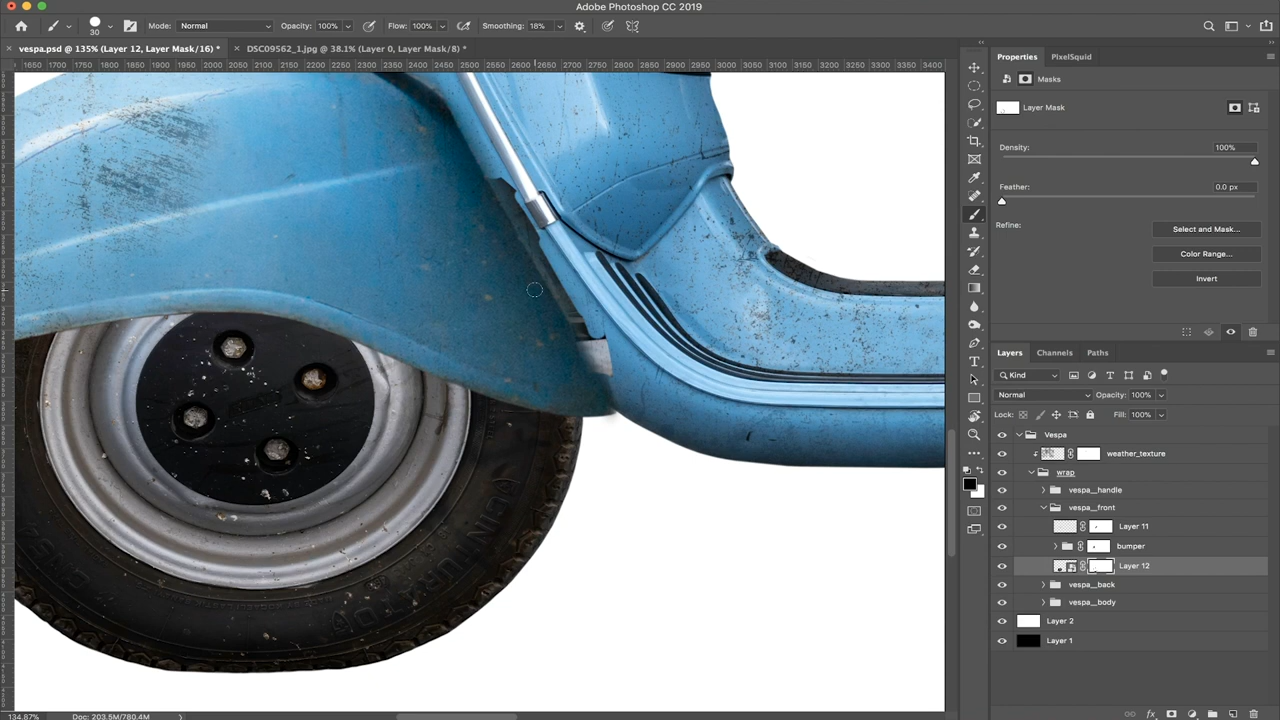 Adobe Photoshop CC 2019
30 Mode: Normal Opacity: 100% Flow: 100% Smoothing: 18%
× vespa.psd @ 135% (Layer 12, Layer Mask/16) * × DSC09562_1.jpg @ 38.1% (Layer 0, Layer Mask/8) *
1650 1700 1750 1800 1850 1900 1950 2000 2050 2100 2150 2200 2250 2300 2350 2400 2450 2500 2550 2600 2650 2700 2750 2800 2850 2900 2950 3000 3050 3100 3150 3200 3250 3300 3350 3400
Properties PixelSquid
Masks
Layer Mask
Density: 100%
Feather: 0.0 px
Refine: Select and Mask...
Color Range...
Invert
Layers Channels Paths
Kind
Normal Opacity: 100%
Lock: Fill: 100%
Vespa
weather_texture
wrap
vespa__handle
vespa__front
Layer 11
bumper
Layer 12
vespa__back
vespa__body
Layer 2
Layer 1
134.87% Doc: 203.5M/780.4M